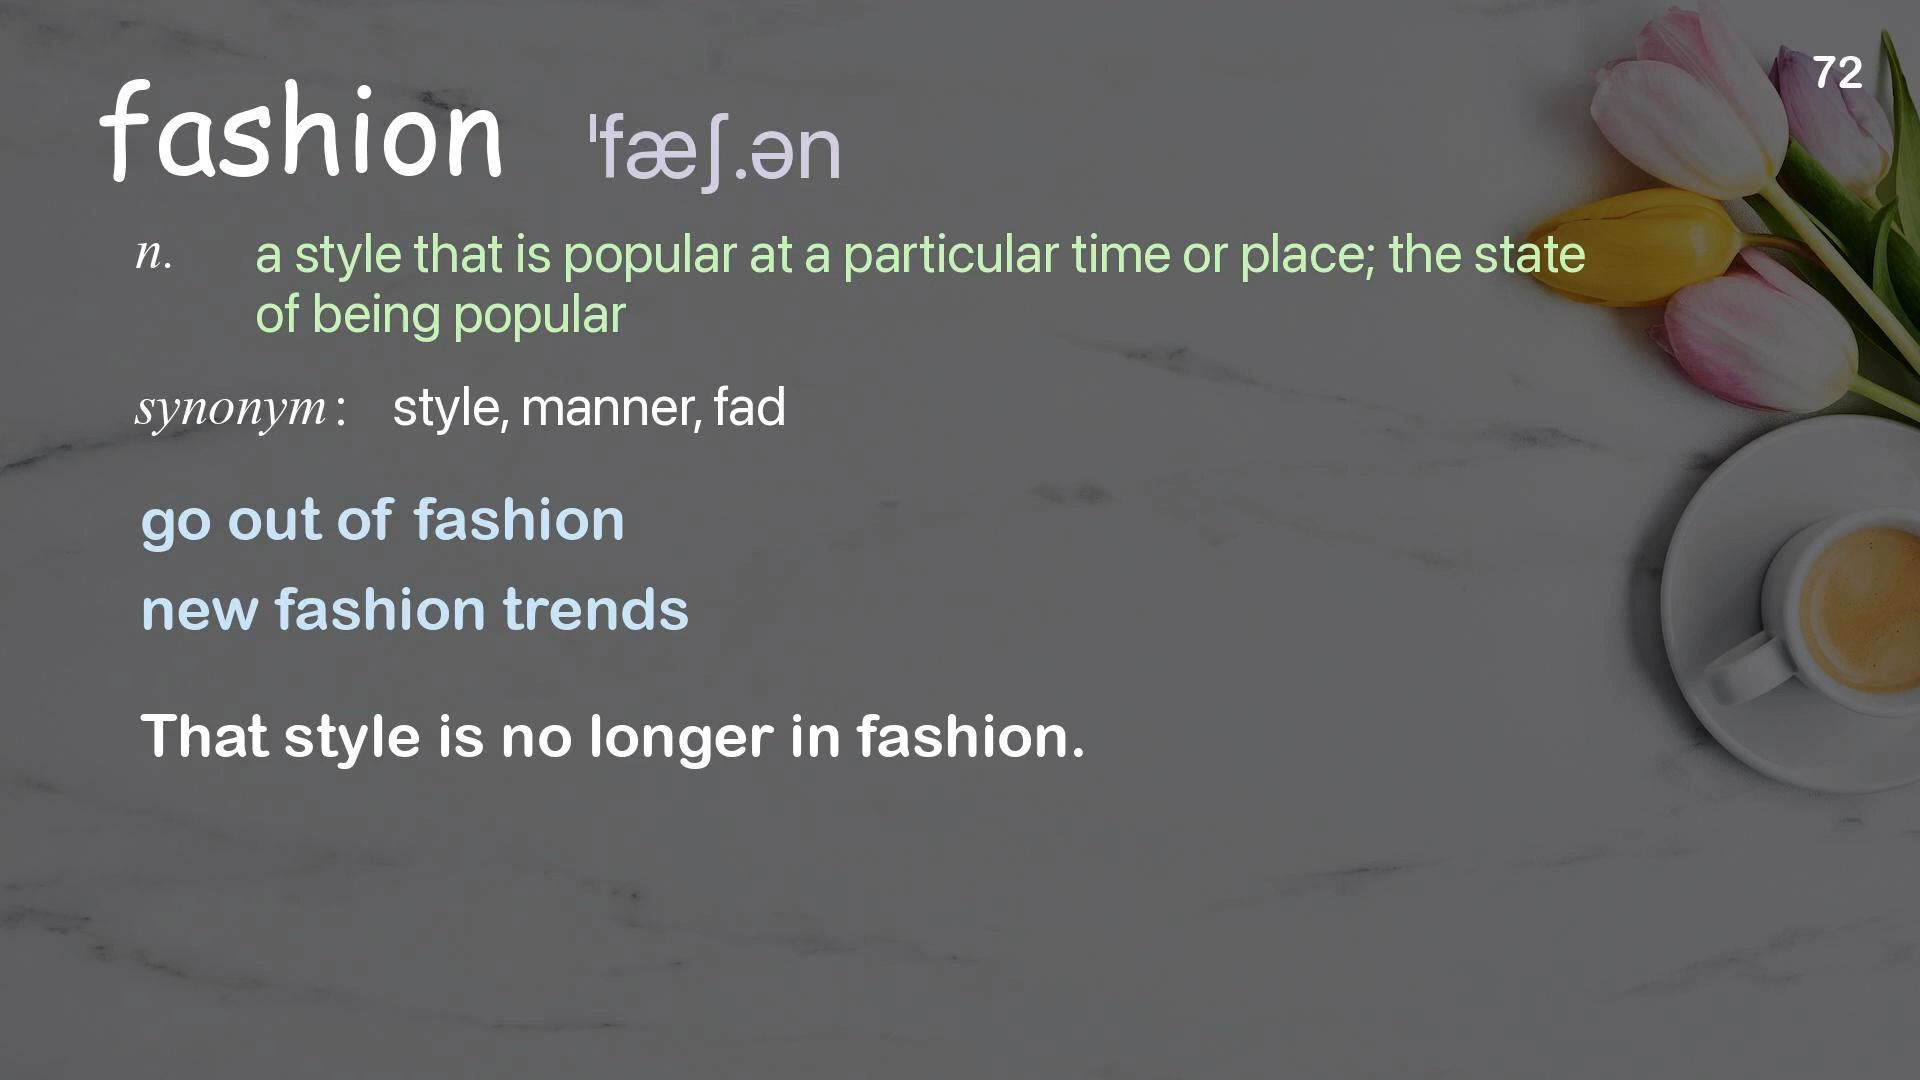 72
fashion ˈfæʃ.ən
n. a style that is popular at a particular time or place; the state
of being popular
synonym: style, manner, fad
go out of fashion
new fashion trends
That style is no longer in fashion.